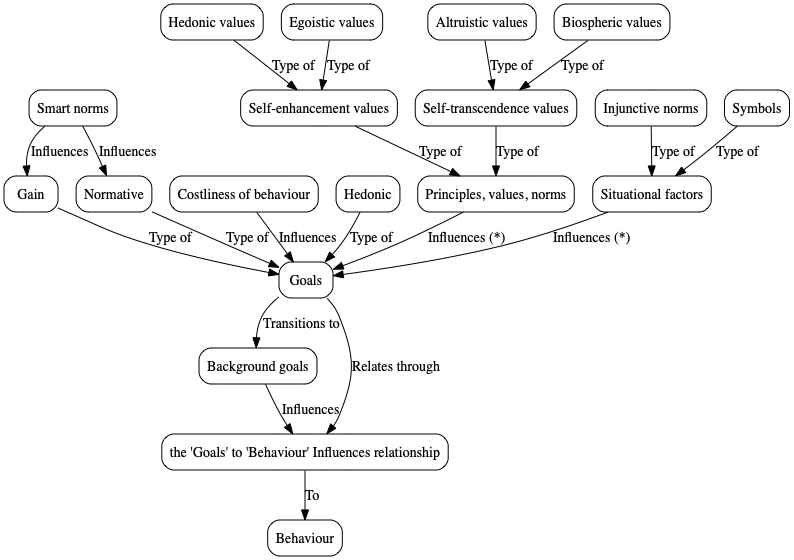 Hedonic values
Egoistic values
Altruistic values
Biospheric values
Type of
Type of
Type of
Type of
Smart norms
Self-enhancement values
Self-transcendence values
Injunctive norms
Symbols
Influences
Influences
Type of
Type of
Type of
Type of
Gain
Normative
Costliness of behaviour
Hedonic
Principles, values, norms
Situational factors
Type of
Type of
Influences
Type of
Influences (*)
Influences (*)
Goals
Transitions to
Background goals
Relates through
Influences
the 'Goals' to 'Behaviour' Influences relationship
To
Behaviour